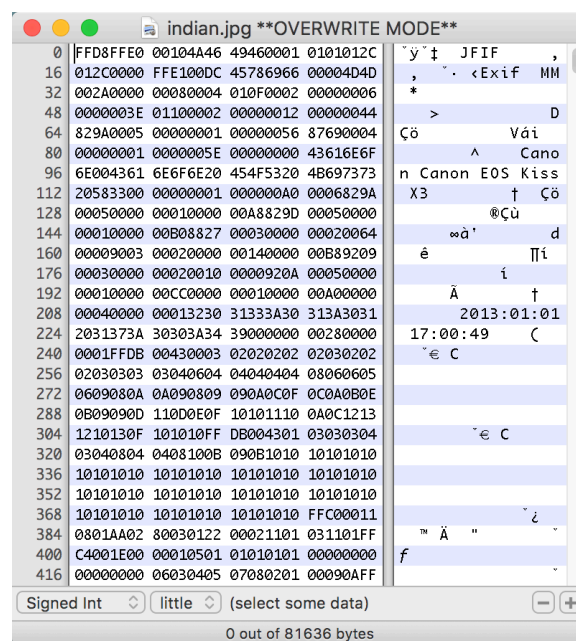 indian.jpg **OVERWRITE MODE**
0 FFD8FFE0 00104A46 49460001 0101012C ˇÿˇ‡ JFIF ,
16 012C0000 FFE100DC 45786966 00004D4D , ˇ· ‹Exif MM
32 002A0000 00080004 010F0002 00000006 *
48 0000003E 01100002 00000012 00000044 > D
64 829A0005 00000001 00000056 87690004 Çö Vái
80 00000001 0000005E 00000000 43616E6F ^ Cano
96 6E004361 6E6F6E20 454F5320 4B697373 n Canon EOS Kiss
112 20583300 00000001 000000A0 0006829A X3 † Çö
128 00050000 00010000 00A8829D 00050000 ®Çù
144 00010000 00B08827 00030000 00020064 ∞à' d
160 00009003 00020000 00140000 00B89209 ê ∏í
176 00030000 00020010 0000920A 00050000 í
192 00010000 00CC0000 00010000 00A00000 Ã †
208 00040000 00013230 31333A30 313A3031 2013:01:01
224 2031373A 30303A34 39000000 00280000 17:00:49 (
240 0001FFDB 00430003 02020202 02030202 ˇ€ C
256 02030303 03040604 04040404 08060605
272 0609080A 0A090809 090A0C0F 0C0A0B0E
288 0B09090D 110D0E0F 10101110 0A0C1213
304 1210130F 101010FF DB004301 03030304 ˇ€ C
320 03040804 0408100B 090B1010 10101010
336 10101010 10101010 10101010 10101010
352 10101010 10101010 10101010 10101010
368 10101010 10101010 10101010 FFC00011 ˇ¿
384 0801AA02 80030122 00021101 031101FF ™ Ä " ˇ
400 C4001E00 00010501 01010101 00000000 ƒ
416 00000000 06030405 07080201 00090AFF ˇ
Signed Int little (select some data)
0 out of 81636 bytes